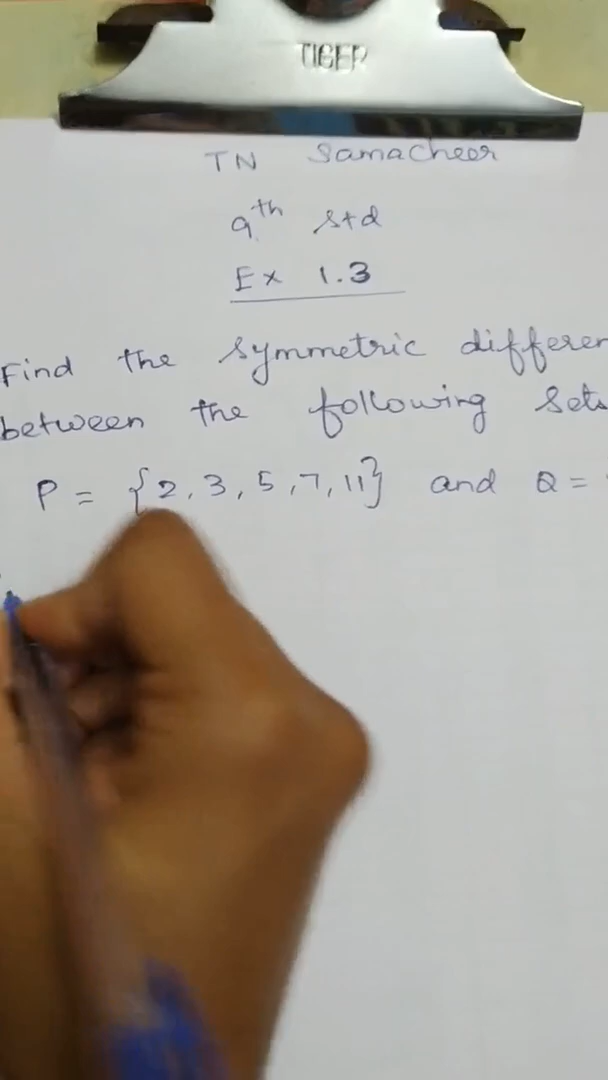 TIGER
TN Samacheer
9th Std
Ex 1.3
Find the symmetric differen
between the following Sets
P = {2, 3, 5, 7, 11} and Q =